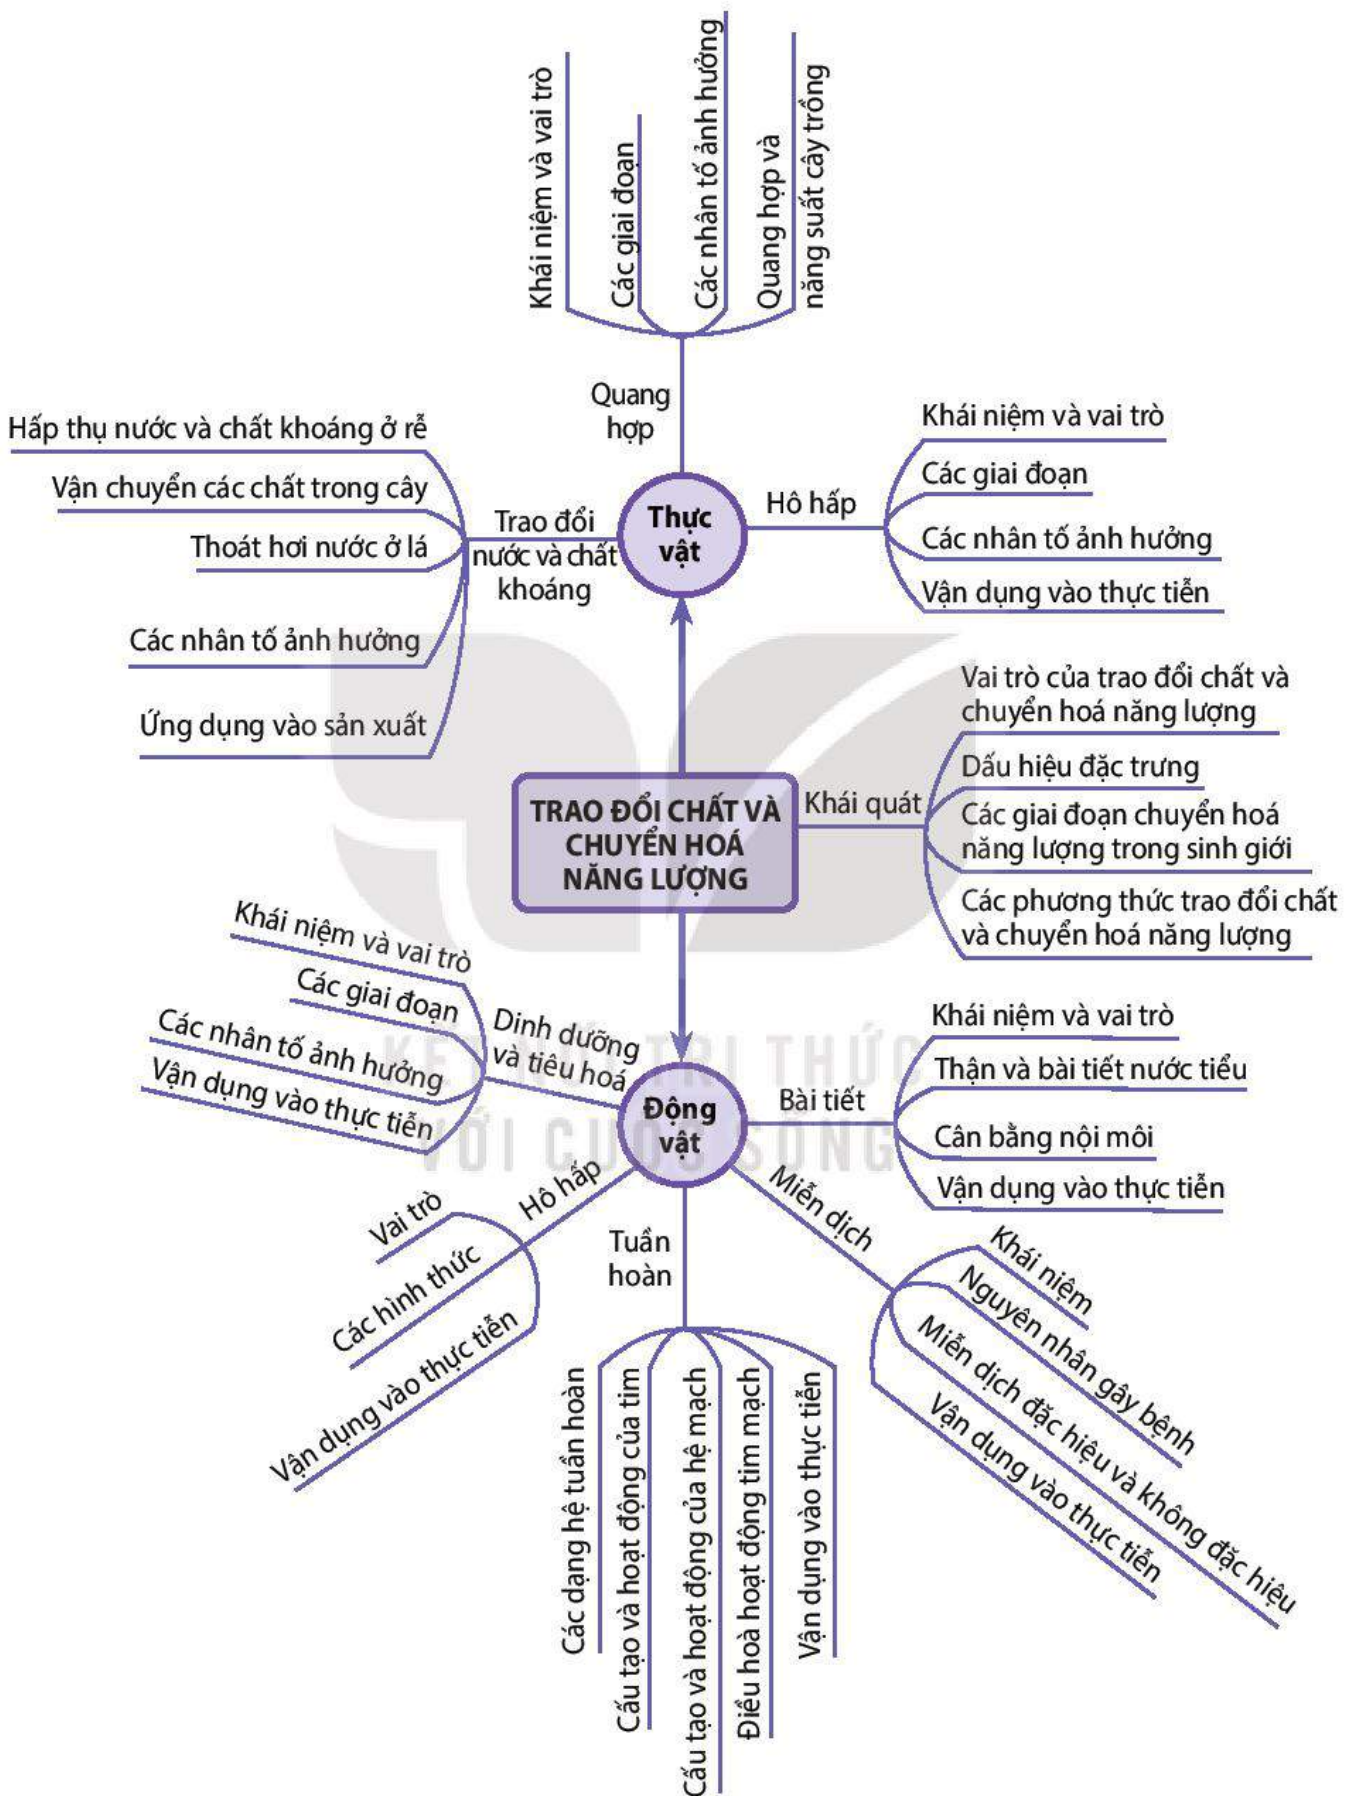 Khái niệm và vai trò
Các giai đoạn
Các nhân tố ảnh hưởng
Quang hợp và
năng suất cây trồng
Quang
hợp
Hấp thụ nước và chất khoáng ở rễ
Vận chuyển các chất trong cây
Thoát hơi nước ở lá
Các nhân tố ảnh hưởng
Ứng dụng vào sản xuất
Trao đổi
nước và chất
khoáng
Thực
vật
Hô hấp
Khái niệm và vai trò
Các giai đoạn
Các nhân tố ảnh hưởng
Vận dụng vào thực tiễn
TRAO ĐỔI CHẤT VÀ
CHUYỂN HOÁ
NĂNG LƯỢNG
Khái quát
Vai trò của trao đổi chất và
chuyển hoá năng lượng
Dấu hiệu đặc trưng
Các giai đoạn chuyển hoá
năng lượng trong sinh giới
Các phương thức trao đổi chất
và chuyển hoá năng lượng
Khái niệm và vai trò
Các giai đoạn
Các nhân tố ảnh hưởng
Vận dụng vào thực tiễn
Dinh dưỡng
và tiêu hoá
KẾT NỐI TRI THỨC
VỚI CUỘC SỐNG
Động
vật
Bài tiết
Khái niệm và vai trò
Thận và bài tiết nước tiểu
Cân bằng nội môi
Vận dụng vào thực tiễn
Hô hấp
Vai trò
Các hình thức
Vận dụng vào thực tiễn
Tuần
hoàn
Các dạng hệ tuần hoàn
Cấu tạo và hoạt động của tim
Cấu tạo và hoạt động của hệ mạch
Điều hoà hoạt động tim mạch
Vận dụng vào thực tiễn
Miễn dịch
Khái niệm
Nguyên nhân gây bệnh
Miễn dịch đặc hiệu và không đặc hiệu
Vận dụng vào thực tiễn